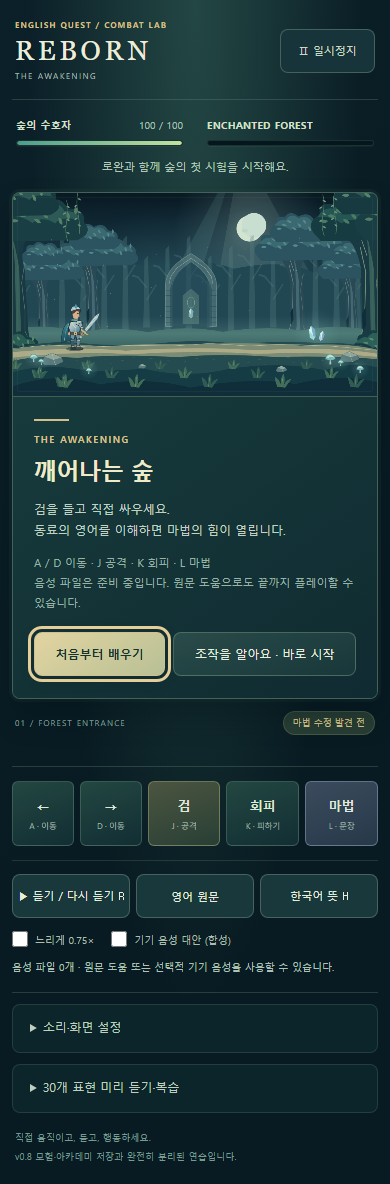 ENGLISH QUEST / COMBAT LAB
REBORN
THE AWAKENING
Ⅱ 일시정지
숲의 수호자
100 / 100
ENCHANTED FOREST
로완과 함께 숲의 첫 시험을 시작해요.
THE AWAKENING
깨어나는 숲
검을 들고 직접 싸우세요.
동료의 영어를 이해하면 마법의 힘이 열립니다.
A / D 이동 · J 공격 · K 회피 · L 마법
음성 파일은 준비 중입니다. 원문 도움으로도 끝까지 플레이할 수
있습니다.
처음부터 배우기
조작을 알아요 · 바로 시작
01 / FOREST ENTRANCE
마법 수정 발견 전
←
A · 이동
→
D · 이동
검
J · 공격
회피
K · 피하기
마법
L · 문장
▶ 듣기 / 다시 듣기 R
영어 원문
한국어 뜻 H
느리게 0.75×
기기 음성 대안 (합성)
음성 파일 0개 · 원문 도움 또는 선택적 기기 음성을 사용할 수 있습니다.
▶ 소리·화면 설정
▶ 30개 표현 미리 듣기·복습
직접 움직이고, 듣고, 행동하세요.
v0.8 모험·아카데미 저장과 완전히 분리된 연습입니다.